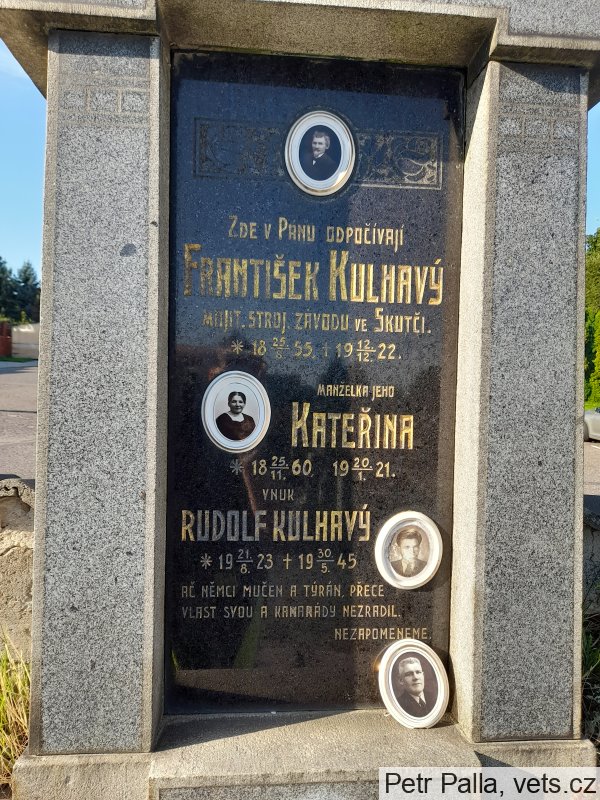 Zde v Pánu odpočívají
František Kulhavý
majit. stroj. závodu ve Skutči.
* 18 25/5. 55 † 19 12/12. 22.
manželka jeho
Kateřina
* 18 25/11. 60 19 20/1. 21.
vnuk
Rudolf Kulhavý
* 19 21/8. 23 † 19 30/5. 45
Ač Němci mučen a týrán, přece
vlast svou a kamarády nezradil.
Nezapomeneme.
Petr Palla, vets.cz